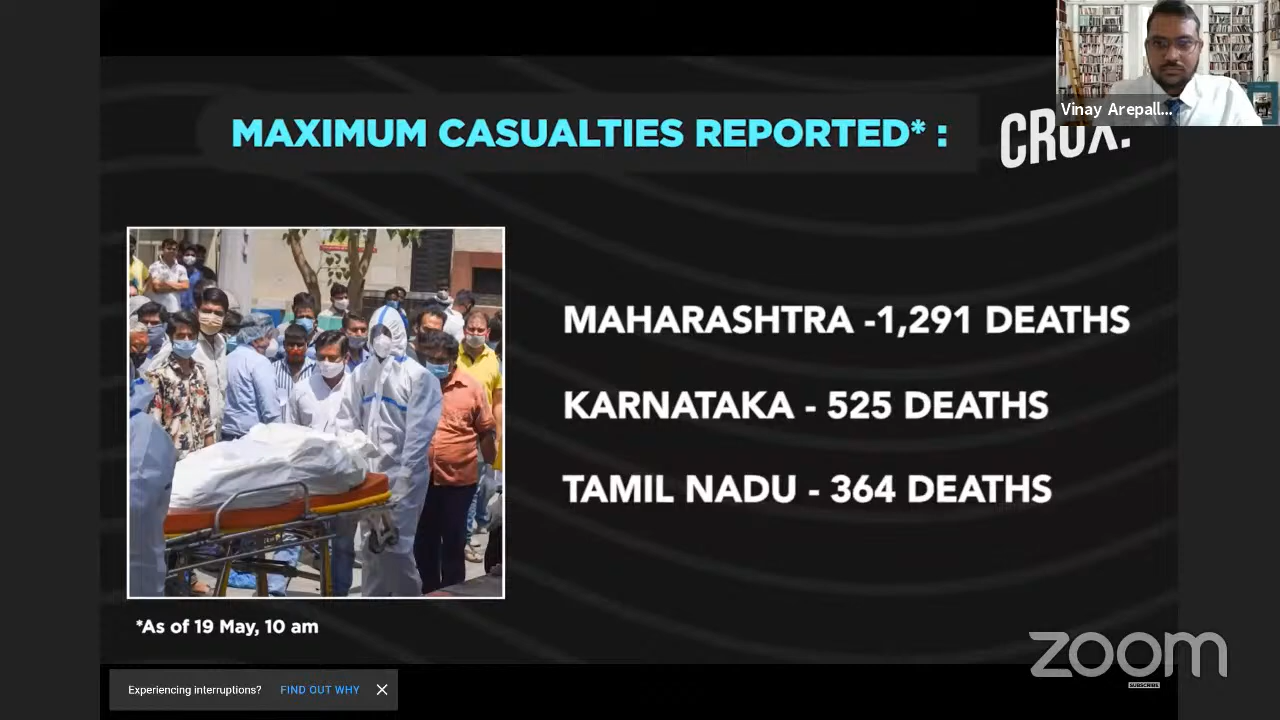 Vinay Arepall...
MAXIMUM CASUALTIES REPORTED* :
CRUX.
MAHARASHTRA -1,291 DEATHS
KARNATAKA - 525 DEATHS
TAMIL NADU - 364 DEATHS
*As of 19 May, 10 am
zoom
SUBSCRIBE
Experiencing interruptions? FIND OUT WHY